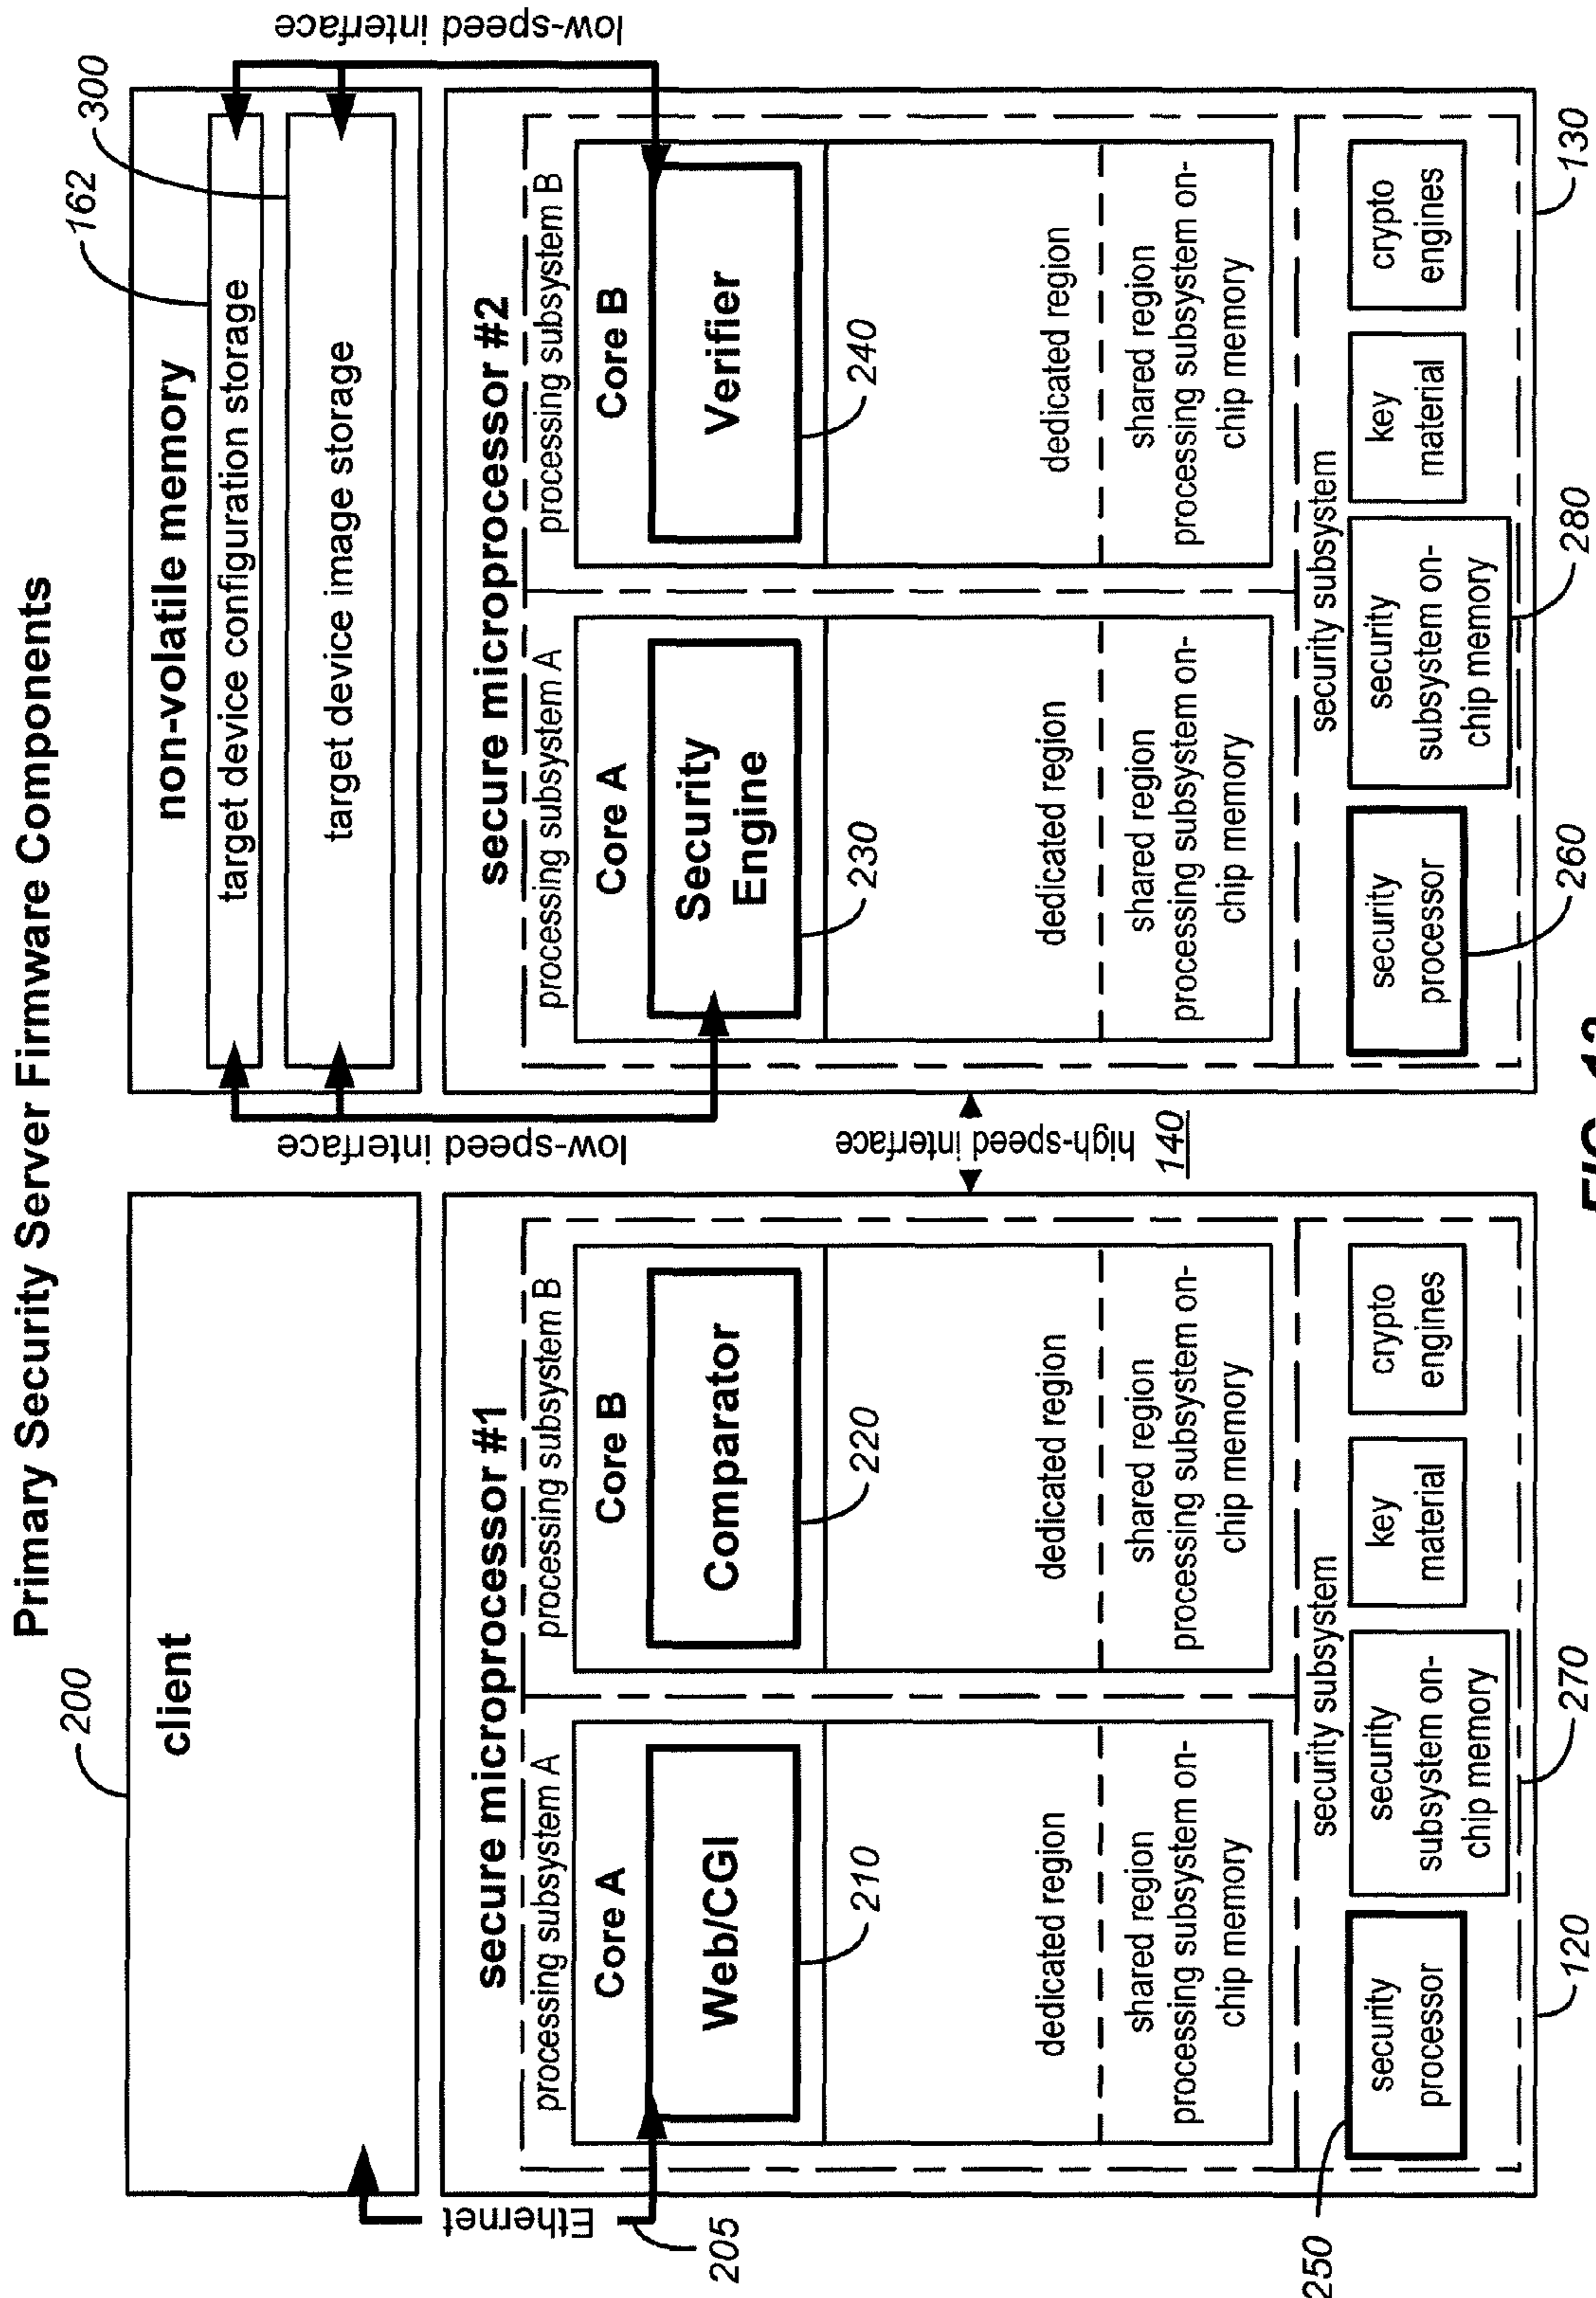 Primary Security Server Firmware Components
200
client
Ethernet
205
secure microprocessor #1
processing subsystem A
Core A
Web/CGI
210
dedicated region
shared region
processing subsystem on-
chip memory
processing subsystem B
Core B
Comparator
220
dedicated region
shared region
processing subsystem on-
chip memory
security subsystem
250
security
processor
security
subsystem on-
chip memory
270
key
material
crypto
engines
120
high-speed interface
140
low-speed interface
non-volatile memory
162
target device configuration storage
300
target device image storage
low-speed interface
secure microprocessor #2
processing subsystem A
Core A
Security
Engine
230
dedicated region
shared region
processing subsystem on-
chip memory
processing subsystem B
Core B
Verifier
240
dedicated region
shared region
processing subsystem on-
chip memory
security subsystem
security
processor
260
security
subsystem on-
chip memory
280
key
material
crypto
engines
130